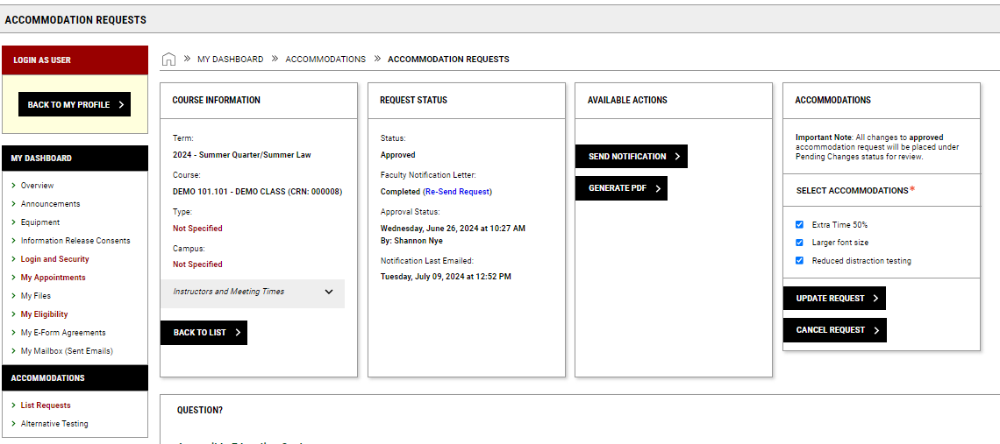 ACCOMMODATION REQUESTS
LOGIN AS USER
BACK TO MY PROFILE
MY DASHBOARD
Overview
Announcements
Equipment
Information Release Consents
Login and Security
My Appointments
My Files
My Eligibility
My E-Form Agreements
My Mailbox (Sent Emails)
ACCOMMODATIONS
List Requests
Alternative Testing
MY DASHBOARD » ACCOMMODATIONS » ACCOMMODATION REQUESTS
COURSE INFORMATION
Term:
2024 - Summer Quarter/Summer Law
Course:
DEMO 101.101 - DEMO CLASS (CRN: 000008)
Type:
Not Specified
Campus:
Not Specified
Instructors and Meeting Times
BACK TO LIST
REQUEST STATUS
Status:
Approved
Faculty Notification Letter:
Completed (Re-Send Request)
Approval Status:
Wednesday, June 26, 2024 at 10:27 AM
By: Shannon Nye
Notification Last Emailed:
Tuesday, July 09, 2024 at 12:52 PM
AVAILABLE ACTIONS
SEND NOTIFICATION
GENERATE PDF
ACCOMMODATIONS
Important Note: All changes to approved
accommodation request will be placed under
Pending Changes status for review.
SELECT ACCOMMODATIONS*
Extra Time 50%
Larger font size
Reduced distraction testing
UPDATE REQUEST
CANCEL REQUEST
QUESTION?